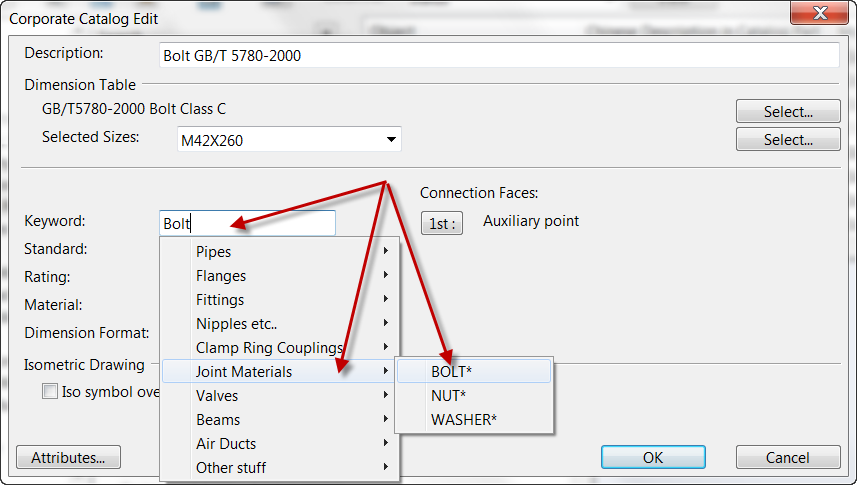 Corporate Catalog Edit
Description: Bolt GB/T 5780-2000
Dimension Table
GB/T5780-2000 Bolt Class C Select...
Selected Sizes: M42X260 Select...
Connection Faces:
Keyword: Bolt 1st : Auxiliary point
Standard:
Rating:
Material:
Dimension Format:
Isometric Drawing
Iso symbol ove
Pipes
Flanges
Fittings
Nipples etc..
Clamp Ring Couplings
Joint Materials
Valves
Beams
Air Ducts
Other stuff
BOLT*
NUT*
WASHER*
Attributes... OK Cancel